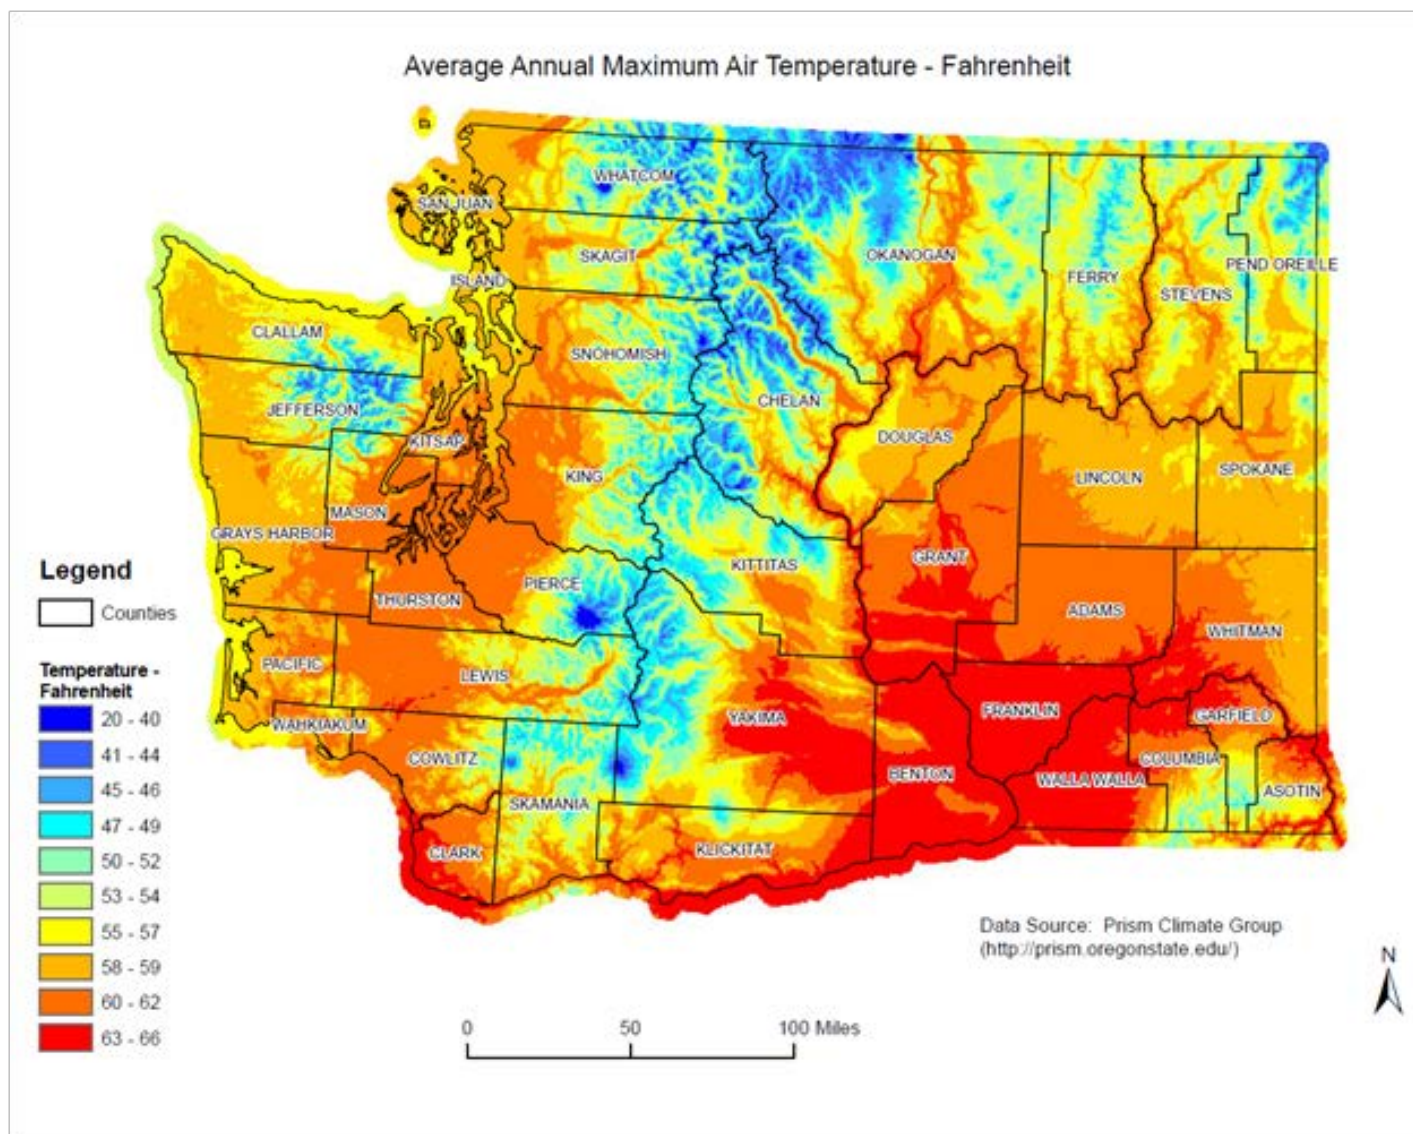 Average Annual Maximum Air Temperature - Fahrenheit
WHATCOM
SAN JUAN
SKAGIT
OKANOGAN
PEND OREILLE
ISLAND
FERRY
STEVENS
CLALLAM
SNOHOMISH
CHELAN
JEFFERSON
KITSAP
DOUGLAS
KING
LINCOLN
SPOKANE
MASON
GRAYS HARBOR
GRANT
KITTITAS
PIERCE
THURSTON
ADAMS
WHITMAN
PACIFIC
LEWIS
YAKIMA
FRANKLIN
GARFIELD
WAHKIAKUM
COWLITZ
BENTON
COLUMBIA
WALLA WALLA
ASOTIN
SKAMANIA
CLARK
KLICKITAT
Legend
Counties
Temperature -
Fahrenheit
20 - 40
41 - 44
45 - 46
47 - 49
50 - 52
53 - 54
55 - 57
58 - 59
60 - 62
63 - 66
Data Source: Prism Climate Group
(http://prism.oregonstate.edu/)
N
0 50 100 Miles